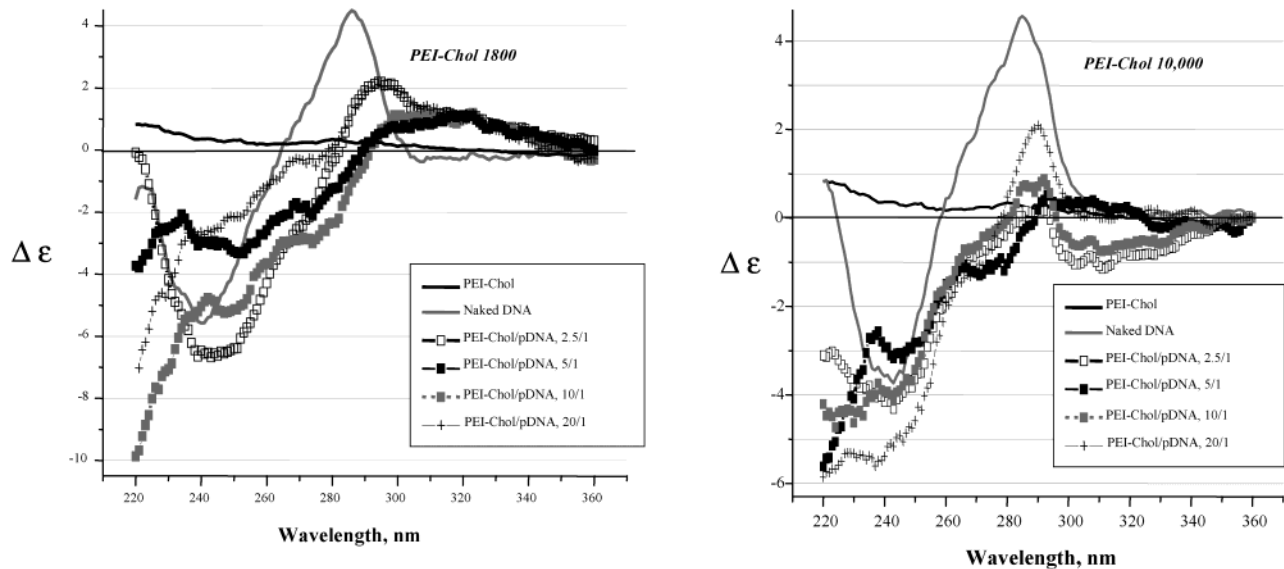 PEI-Chol 1800
4
2
0
-2
-4
-6
-8
-10
Δ ε
PEI-Chol
Naked DNA
PEI-Chol/pDNA, 2.5/1
PEI-Chol/pDNA, 5/1
PEI-Chol/pDNA, 10/1
PEI-Chol/pDNA, 20/1
220 240 260 280 300 320 340 360
Wavelength, nm
PEI-Chol 10,000
4
2
0
-2
-4
-6
Δ ε
PEI-Chol
Naked DNA
PEI-Chol/pDNA, 2.5/1
PEI-Chol/pDNA, 5/1
PEI-Chol/pDNA, 10/1
PEI-Chol/pDNA, 20/1
220 240 260 280 300 320 340 360
Wavelength, nm